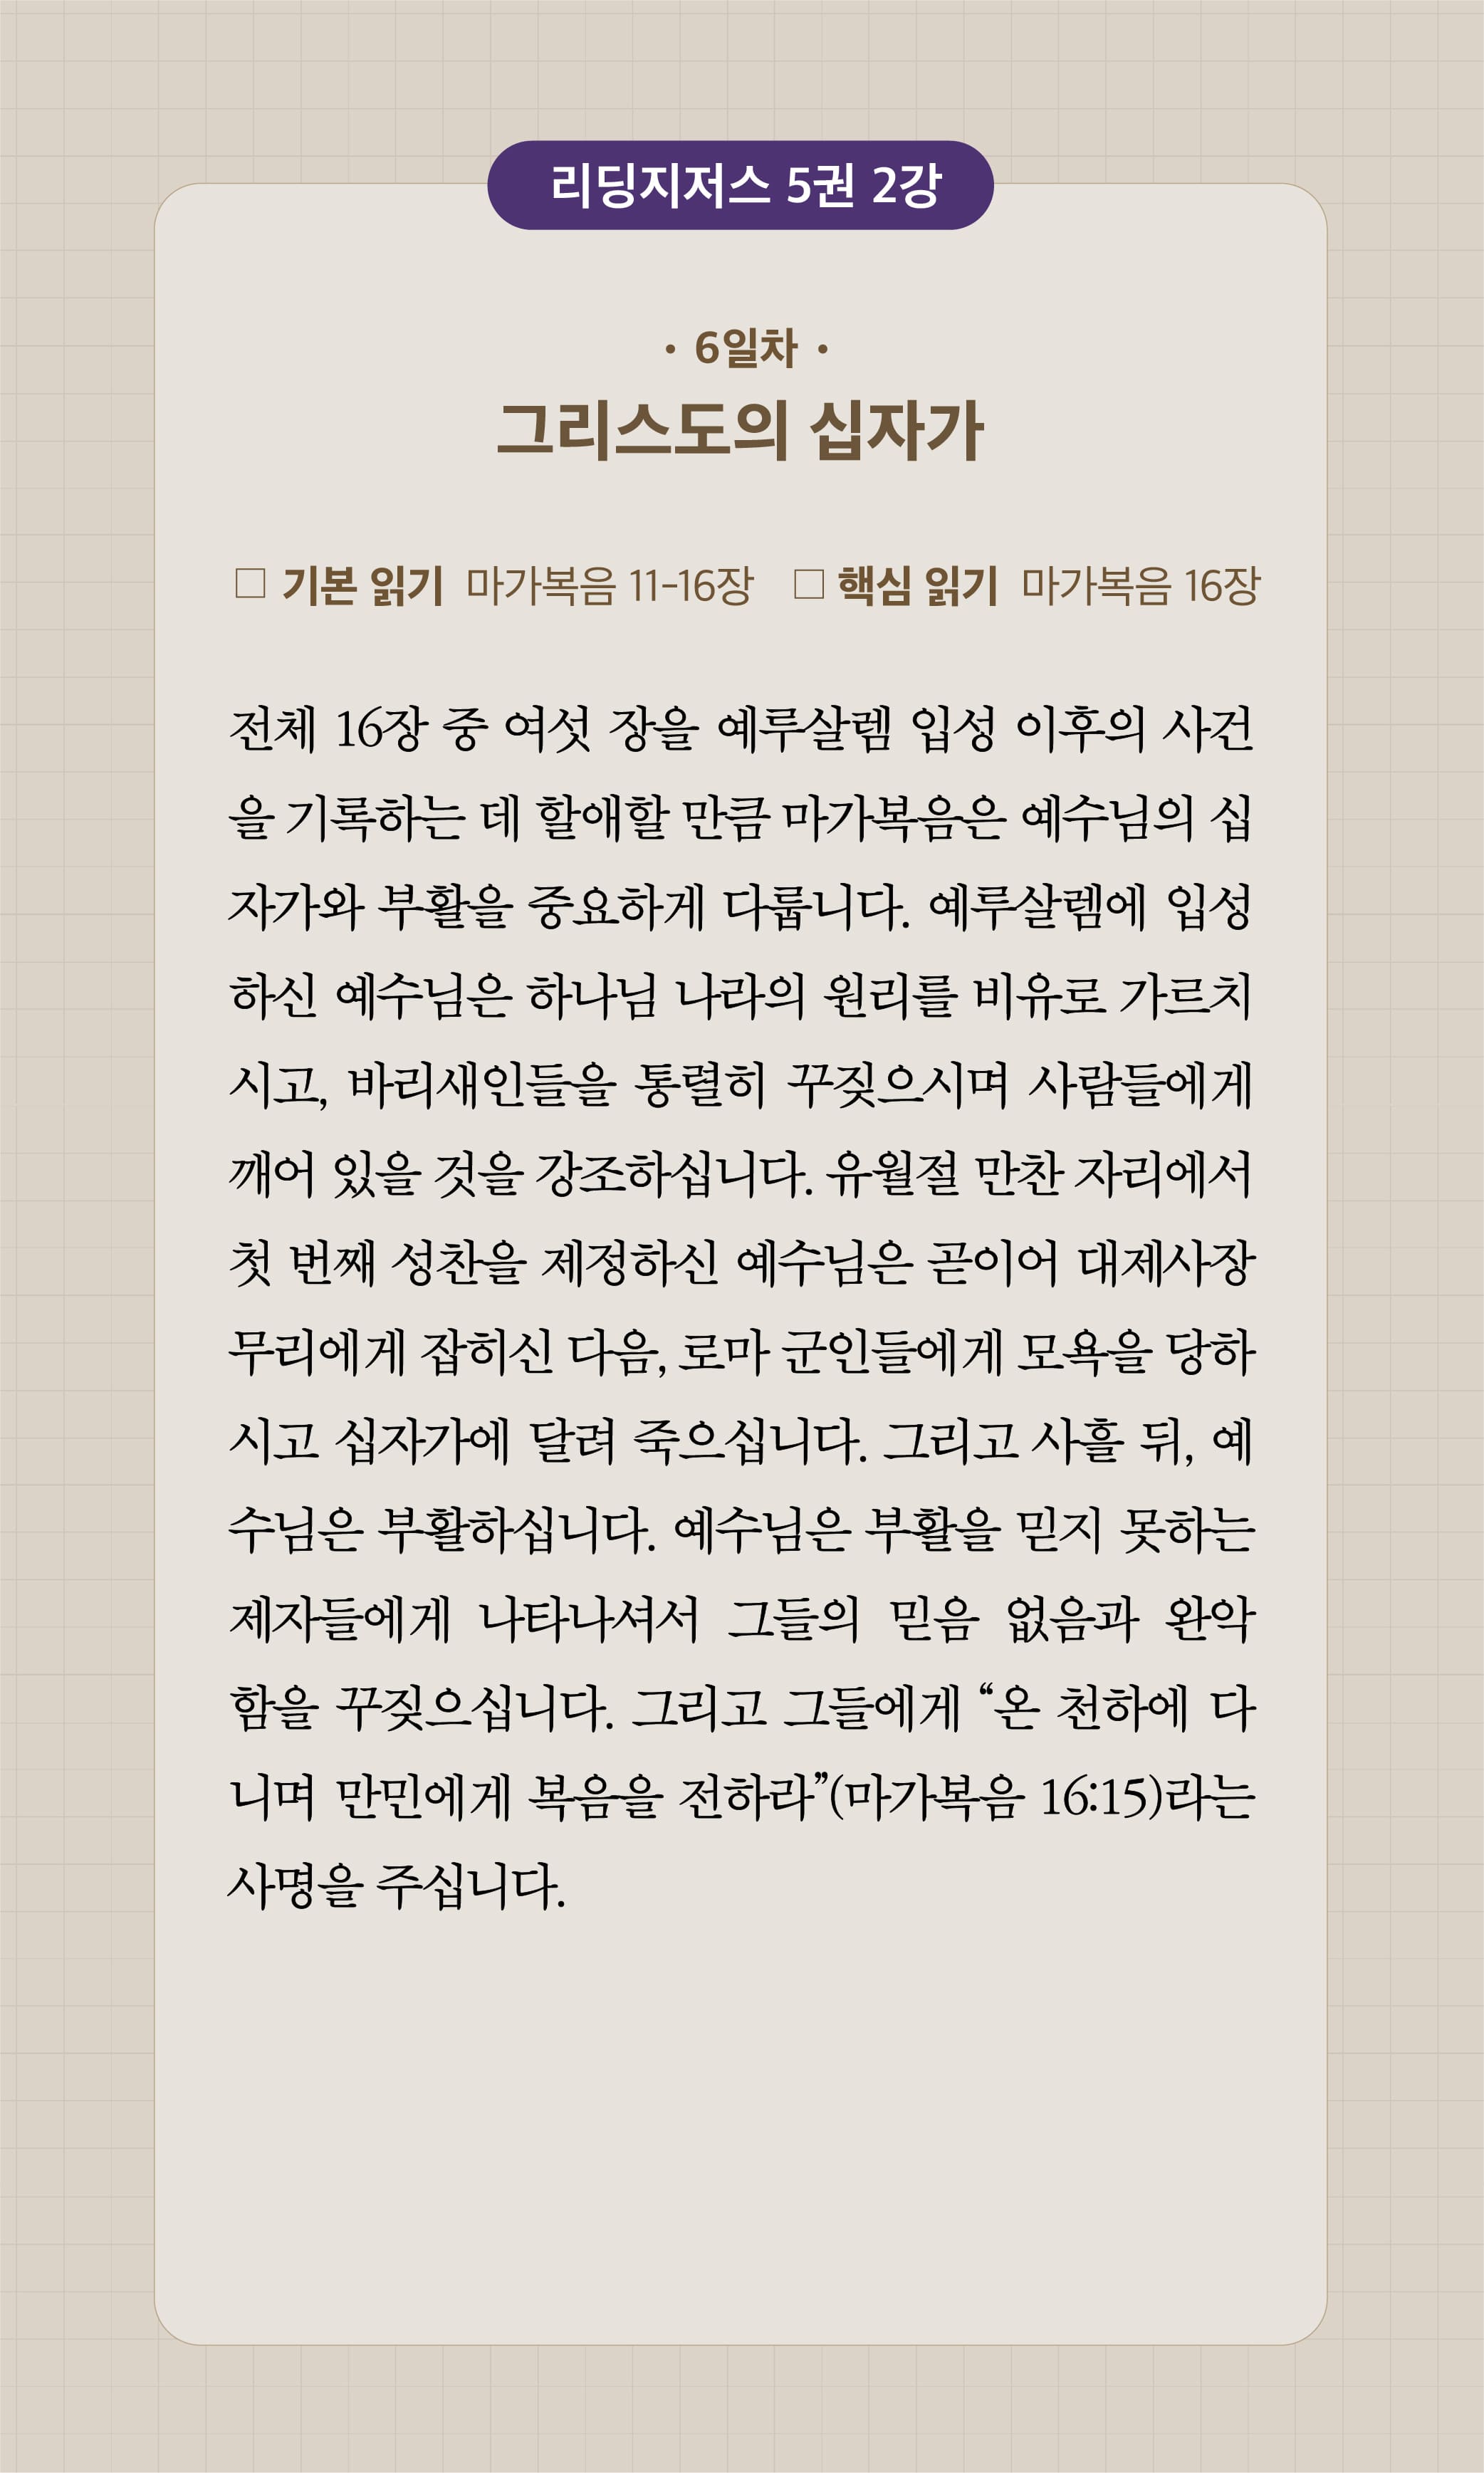 리딩지저스 5권 2강
· 6일차 ·
그리스도의 십자가
□ 기본 읽기 마가복음 11-16장 □ 핵심 읽기 마가복음 16장
전체 16장 중 여섯 장을 예루살렘 입성 이후의 사건
을 기록하는 데 할애할 만큼 마가복음은 예수님의 십
자가와 부활을 중요하게 다룹니다. 예루살렘에 입성
하신 예수님은 하나님 나라의 원리를 비유로 가르치
시고, 바리새인들을 통렬히 꾸짖으시며 사람들에게
깨어 있을 것을 강조하십니다. 유월절 만찬 자리에서
첫 번째 성찬을 제정하신 예수님은 곧이어 대제사장
무리에게 잡히신 다음, 로마 군인들에게 모욕을 당하
시고 십자가에 달려 죽으십니다. 그리고 사흘 뒤, 예
수님은 부활하십니다. 예수님은 부활을 믿지 못하는
제자들에게 나타나셔서 그들의 믿음 없음과 완악
함을 꾸짖으십니다. 그리고 그들에게 “온 천하에 다
니며 만민에게 복음을 전하라”(마가복음 16:15)라는
사명을 주십니다.